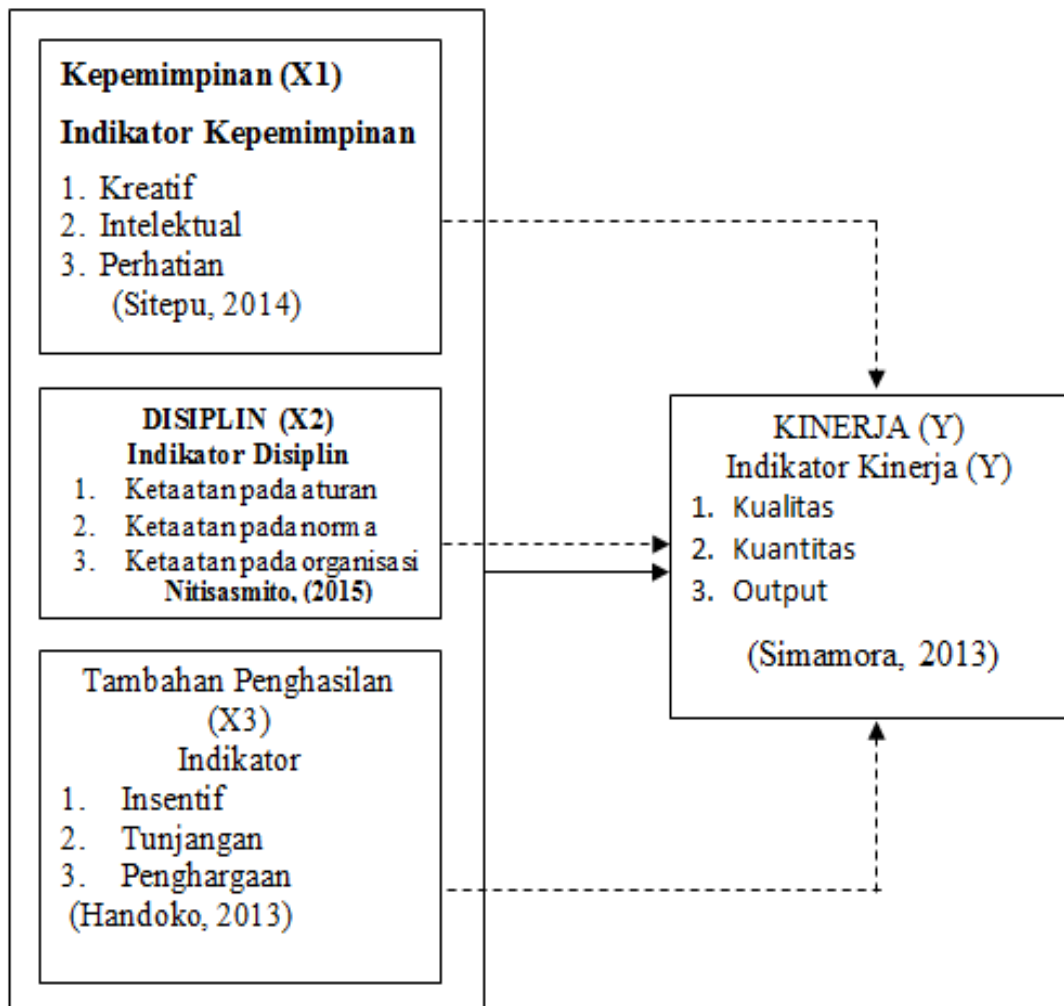 Kepemimpinan (X1)
Indikator Kepemimpinan
1. Kreatif
2. Intelektual
3. Perhatian
(Sitepu, 2014)
DISIPLIN (X2)
Indikator Disiplin
1. Ketaatan pada aturan
2. Ketaatan pada norma
3. Ketaatan pada organisasi
Nitisasmito, (2015)
Tambahan Penghasilan
(X3)
Indikator
1. Insentif
2. Tunjangan
3. Penghargaan
(Handoko, 2013)
KINERJA (Y)
Indikator Kinerja (Y)
1. Kualitas
2. Kuantitas
3. Output
(Simamora, 2013)